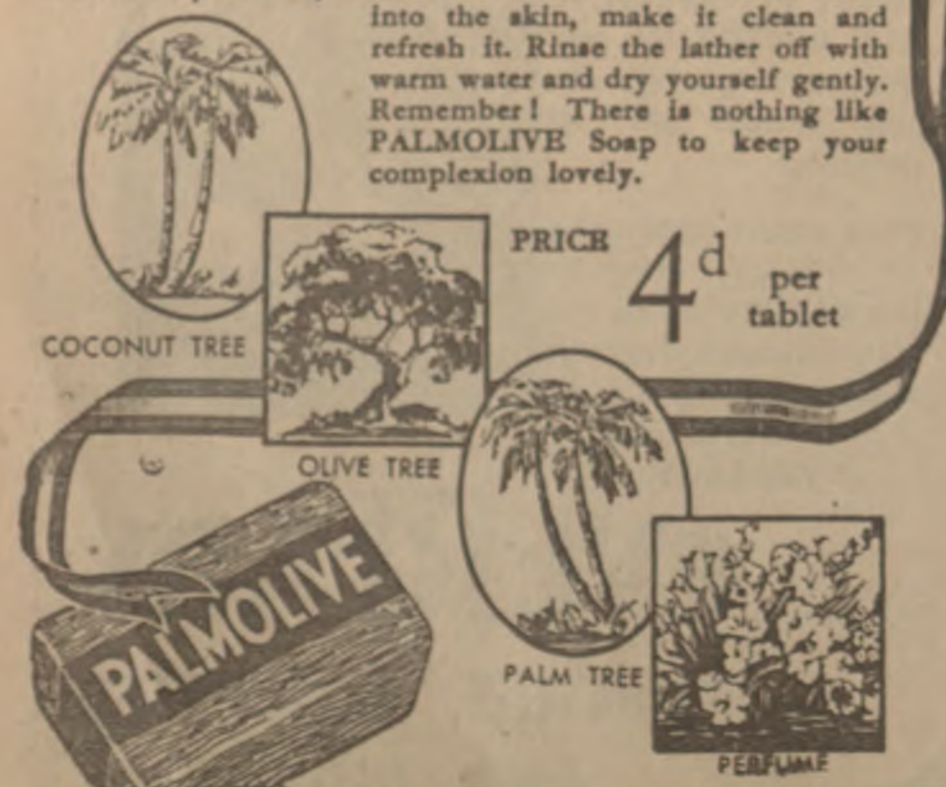 into the skin, make it clean and
refresh it. Rinse the lather off with
warm water and dry yourself gently.
Remember! There is nothing like
PALMOLIVE Soap to keep your
complexion lovely.
PRICE 4d per
tablet
COCONUT TREE
OLIVE TREE
PALM TREE
PERFUME
PALMOLIVE